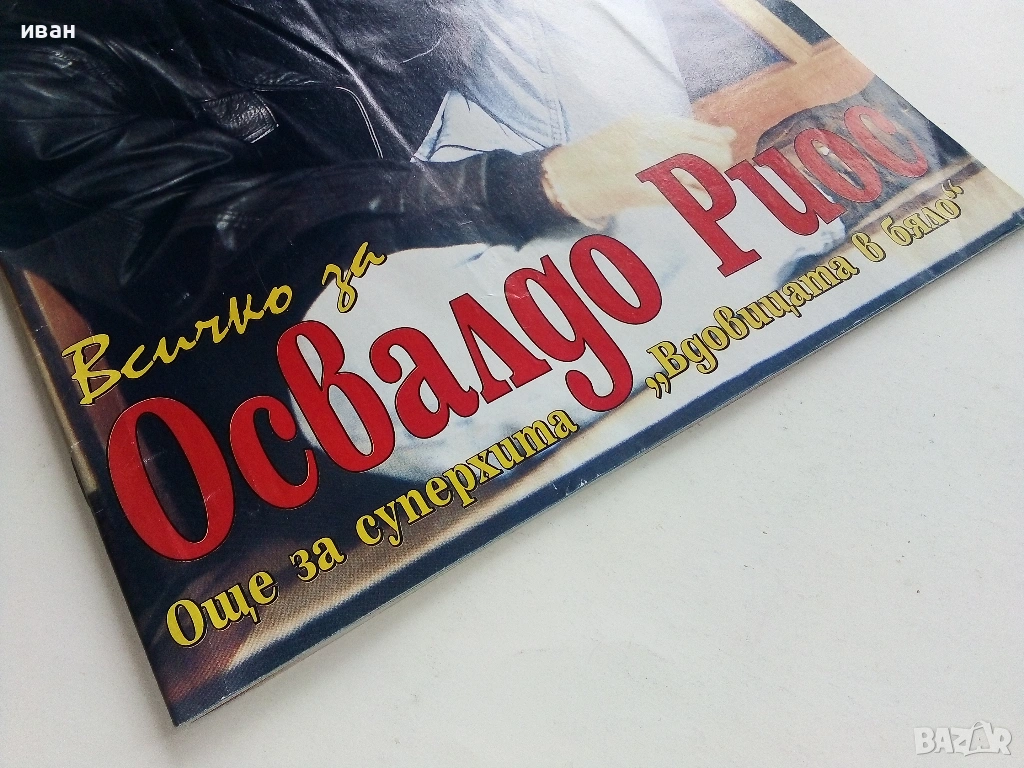 иван
Всичко за
Освалдо Риос
Още за суперхита „Вдовицата в бяло“
BAZAR